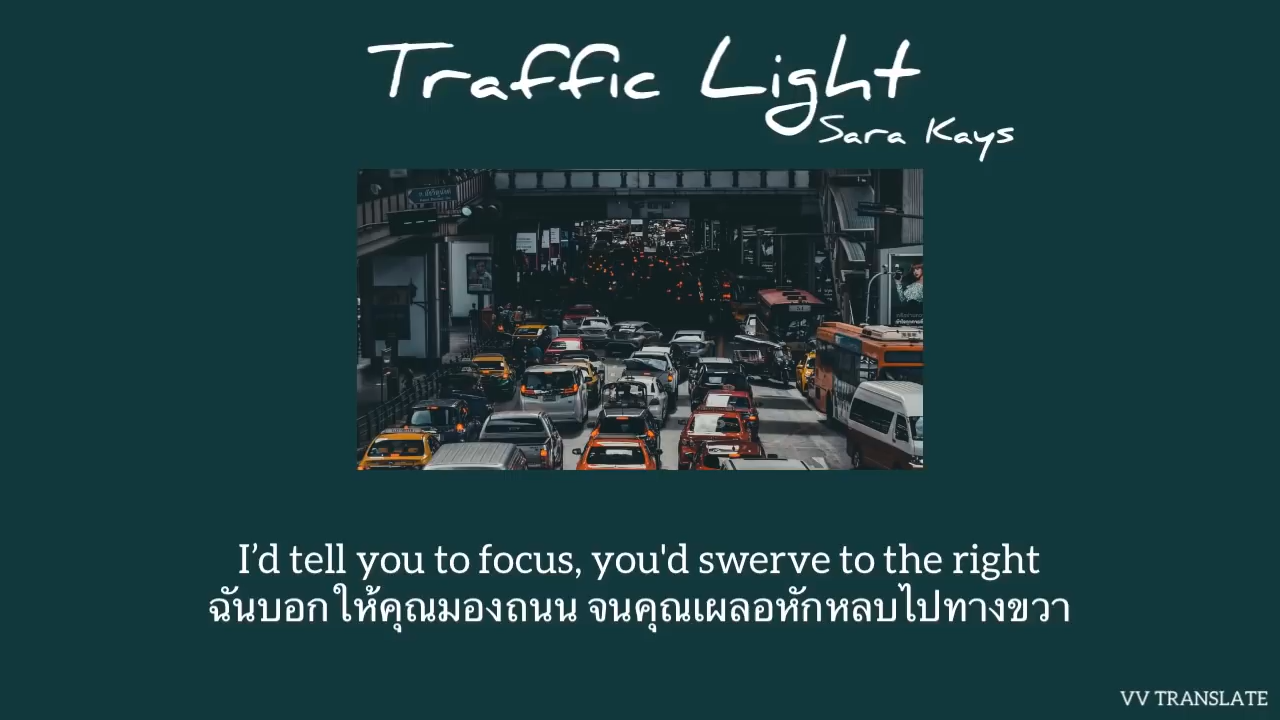 Traffic Light
Sara Kays
I’d tell you to focus, you'd swerve to the right
ฉันบอกให้คุณมองถนน จนคุณเผลอหักหลบไปทางขวา
VV TRANSLATE